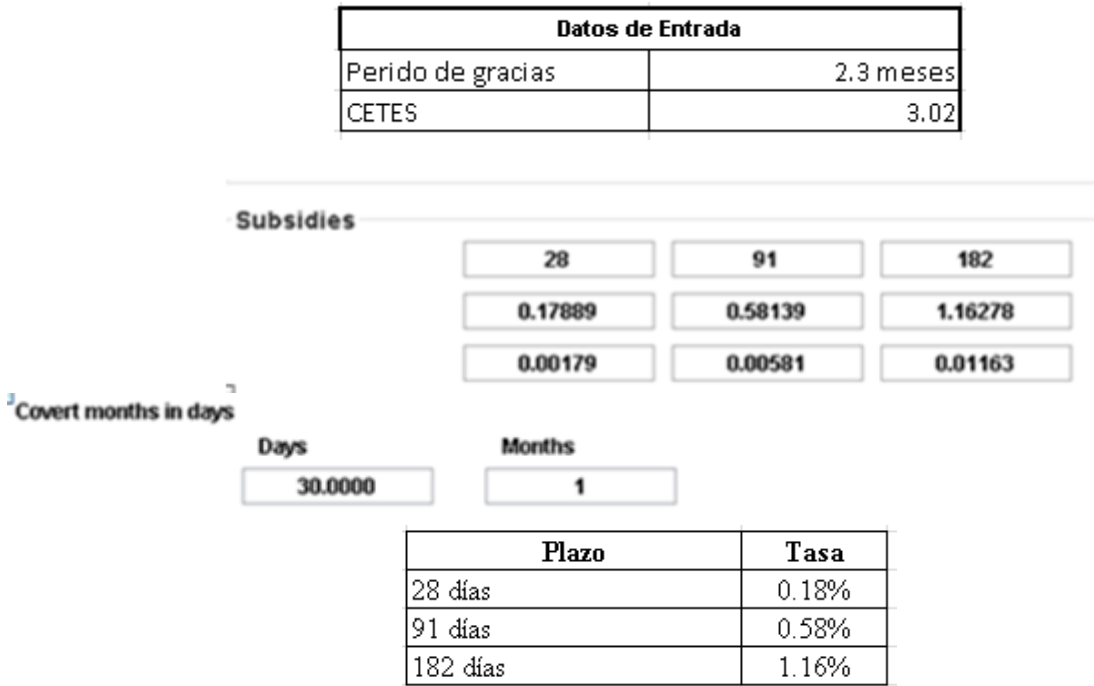 Datos de Entrada
Perido de gracias 2.3 meses
CETES 3.02
Subsidies
28 91 182
0.17889 0.58139 1.16278
0.00179 0.00581 0.01163
Covert months in days
Days Months
30.0000 1
Plazo Tasa
28 días 0.18%
91 días 0.58%
182 días 1.16%